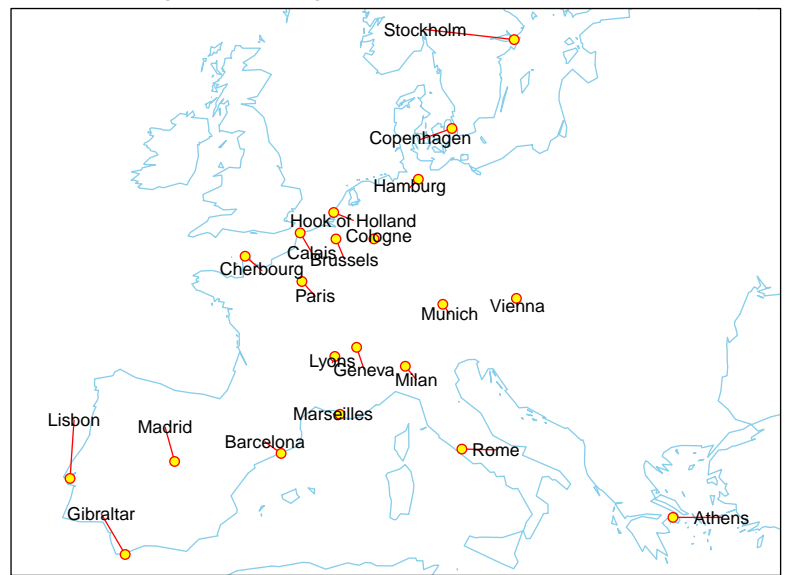 Stockholm
Copenhagen
Hamburg
Hook of Holland
Cologne
Calais
Brussels
Cherbourg
Paris
Munich
Vienna
Lyons
Geneva
Milan
Marseilles
Lisbon
Madrid
Barcelona
Rome
Gibraltar
Athens